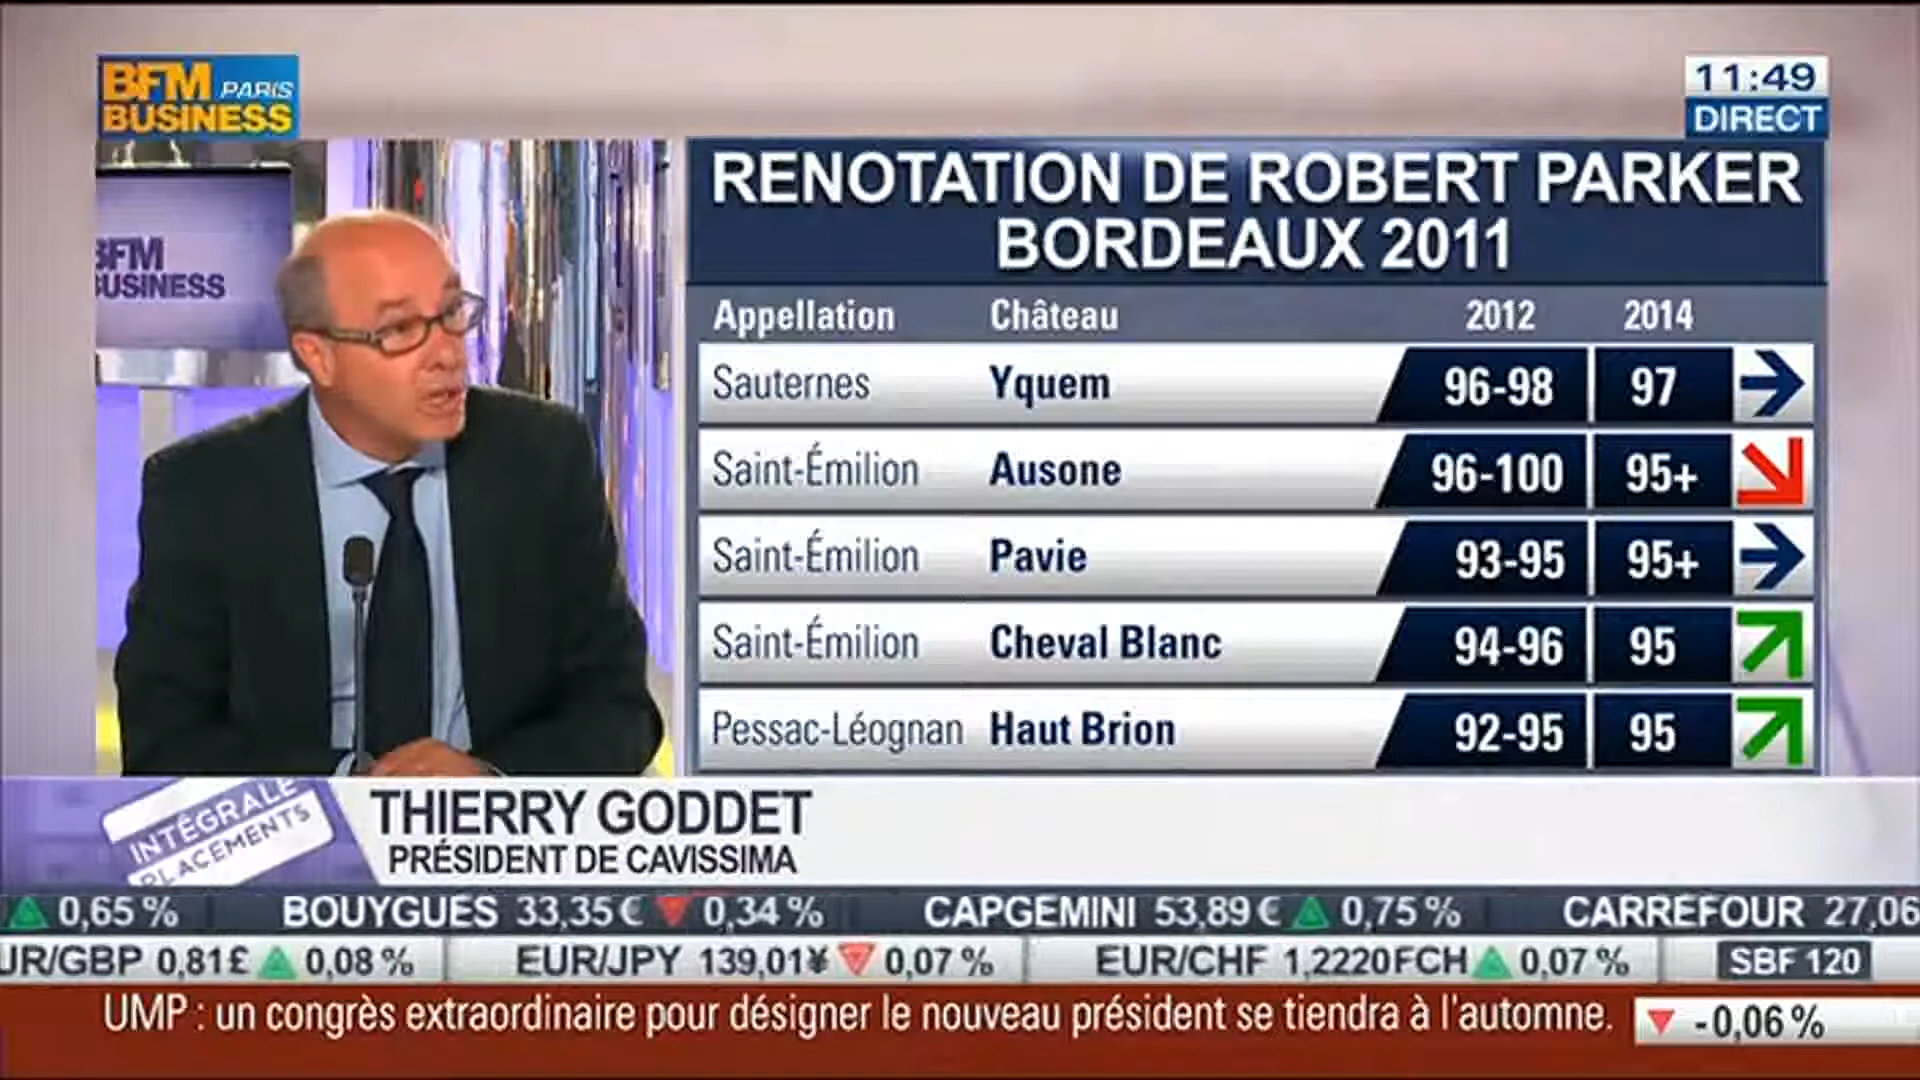 BFM PARIS
BUSINESS
11:49
DIRECT
BFM
BUSINESS
RENOTATION DE ROBERT PARKER
BORDEAUX 2011
Appellation Château 2012 2014
Sauternes Yquem 96-98 97
Saint-Émilion Ausone 96-100 95+
Saint-Émilion Pavie 93-95 95+
Saint-Émilion Cheval Blanc 94-96 95
Pessac-Léognan Haut Brion 92-95 95
INTÉGRALE
PLACEMENTS
THIERRY GODDET
PRÉSIDENT DE CAVISSIMA
0,65 % BOUYGUES 33,35 € 0,34 % CAPGEMINI 53,89 € 0,75 % CARREFOUR 27,06
UR/GBP 0,81£ 0,08 % EUR/JPY 139,01¥ 0,07 % EUR/CHF 1,2220FCH 0,07 % SBF 120
UMP : un congrès extraordinaire pour désigner le nouveau président se tiendra à l'automne. -0,06 %